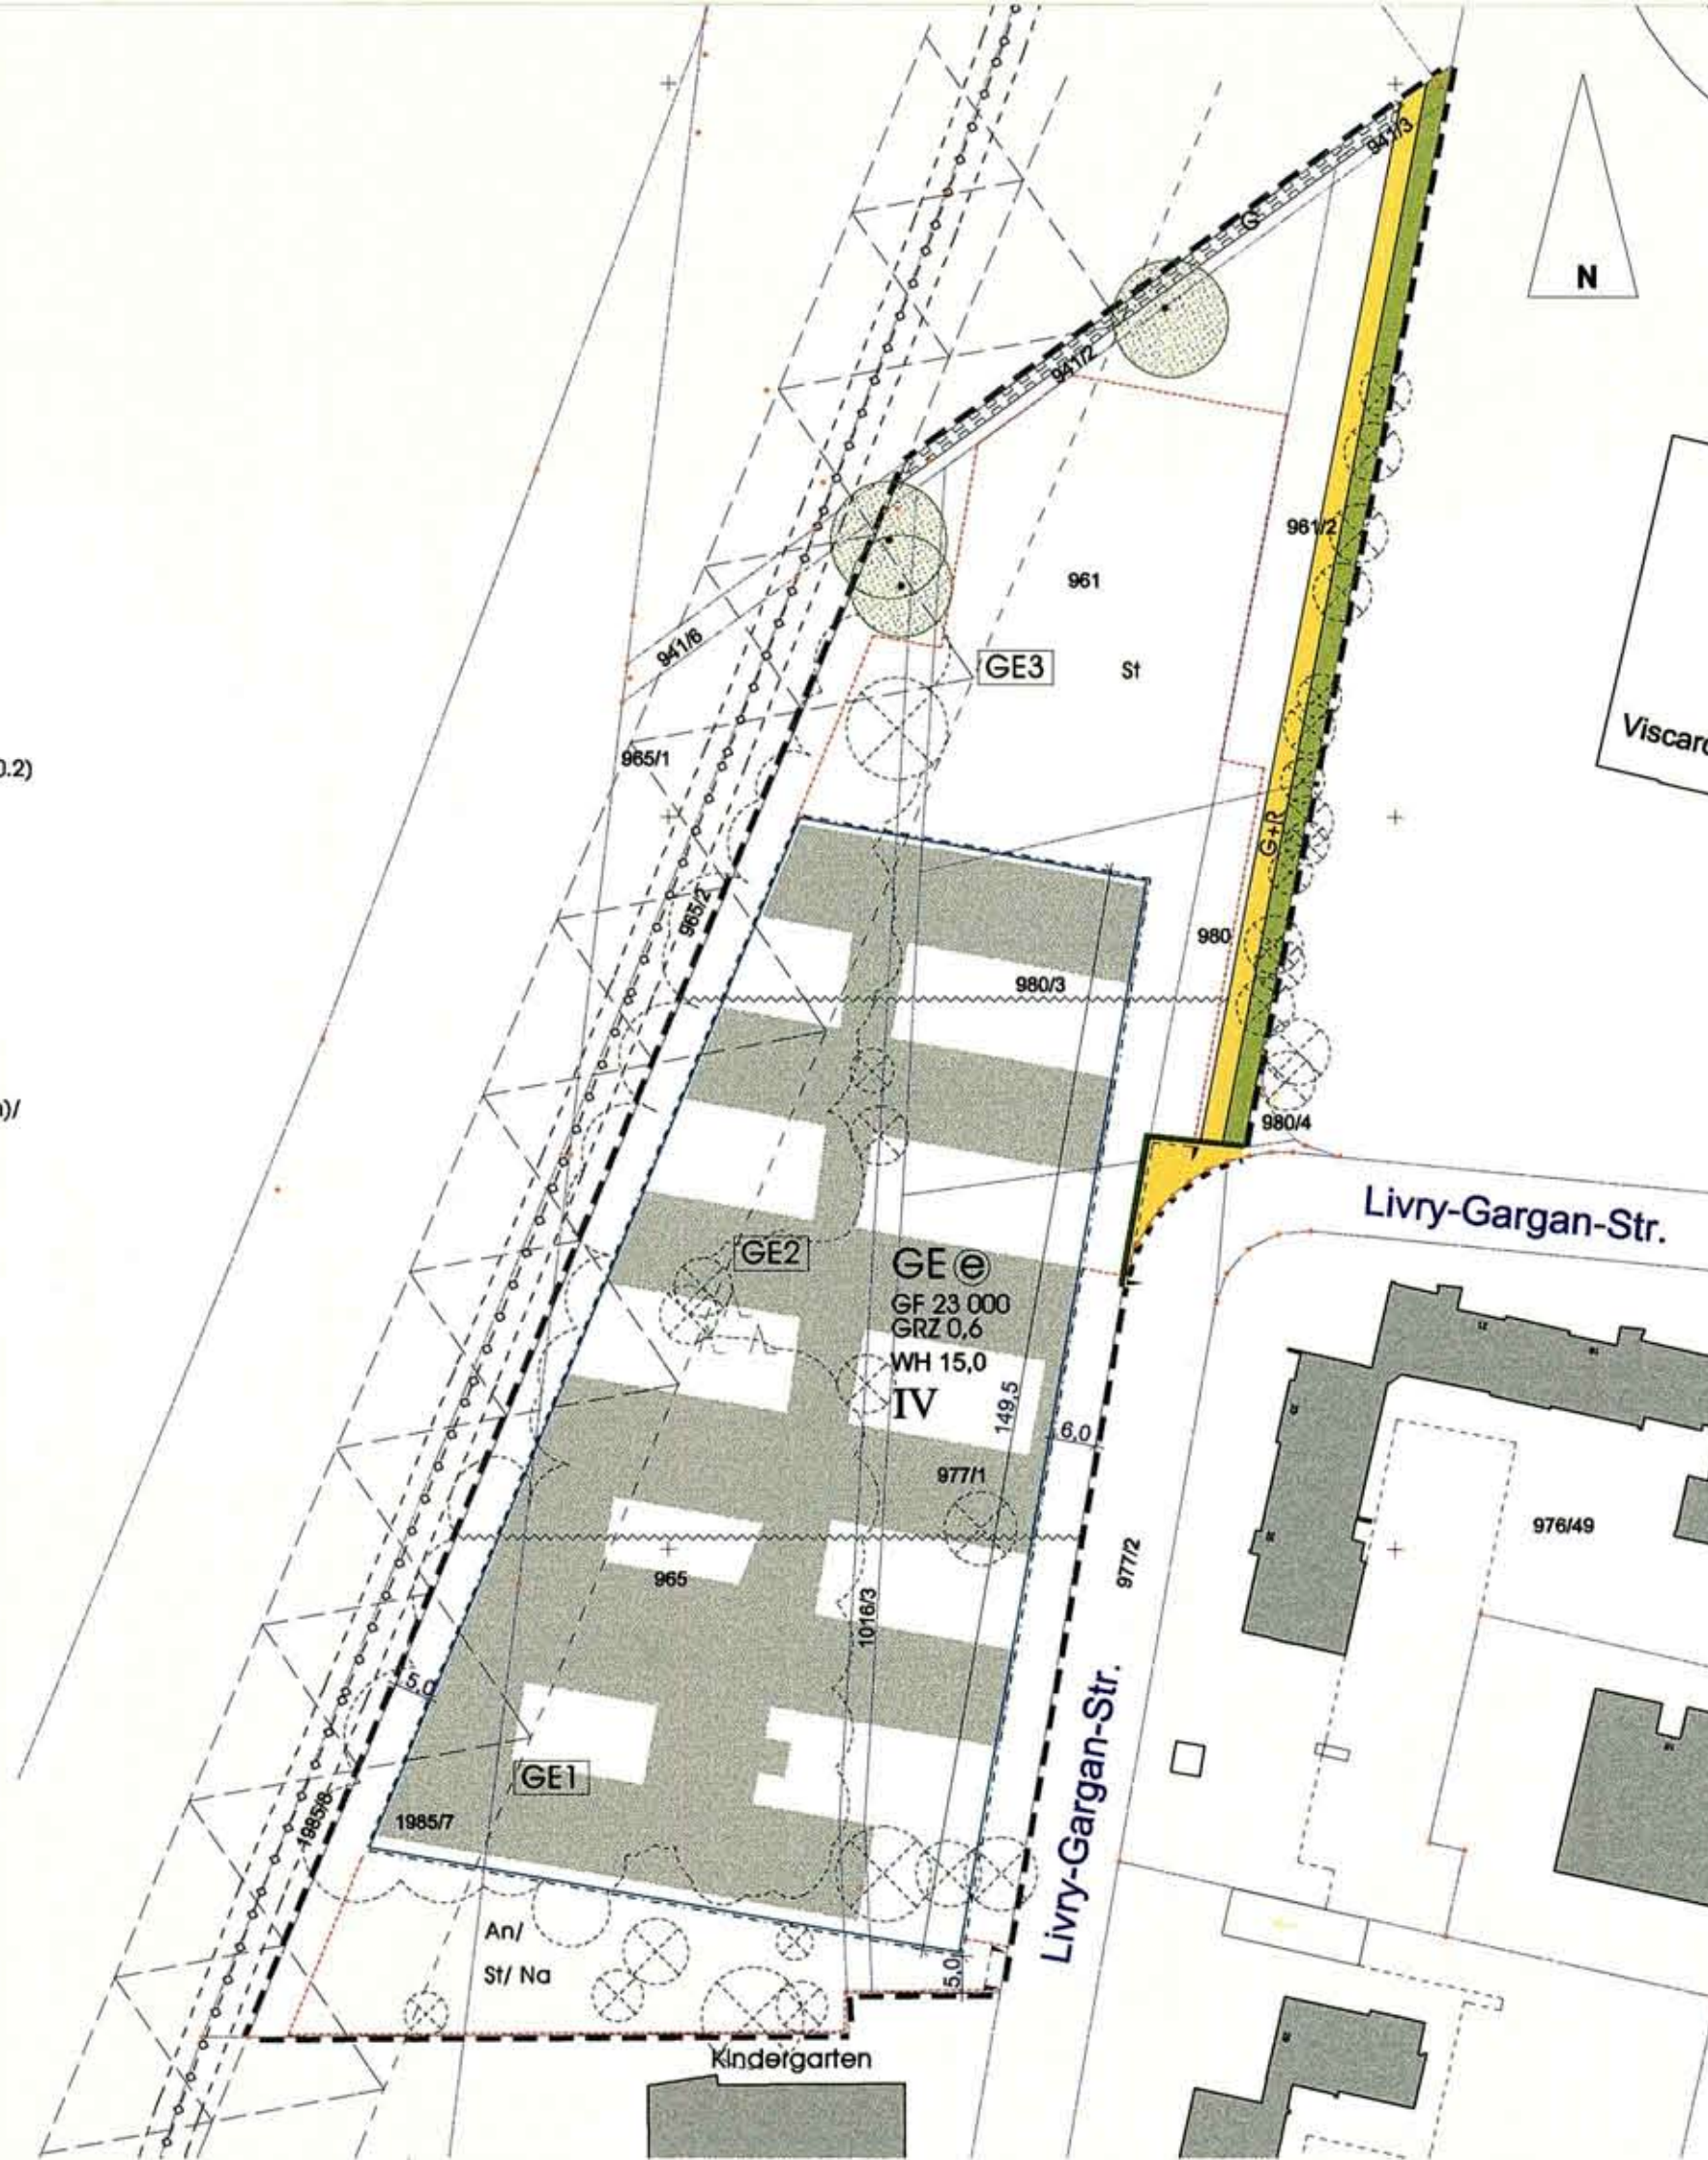 941/3
G
N
941/2
961/2
961
941/6
GE3
St
Viscard
965/1
0.2)
G+R
965/2
980
980/3
)/
980/4
Livry-Gargan-Str.
GE2
GE e
GF 23 000
GRZ 0,6
WH 15,0
IV
149,5
6,0
977/1
976/49
977/2
965
1016/3
5,0
Livry-Gargan-Str.
GE1
1985/8
1985/7
An/
St/ Na
5,0
Kindergarten